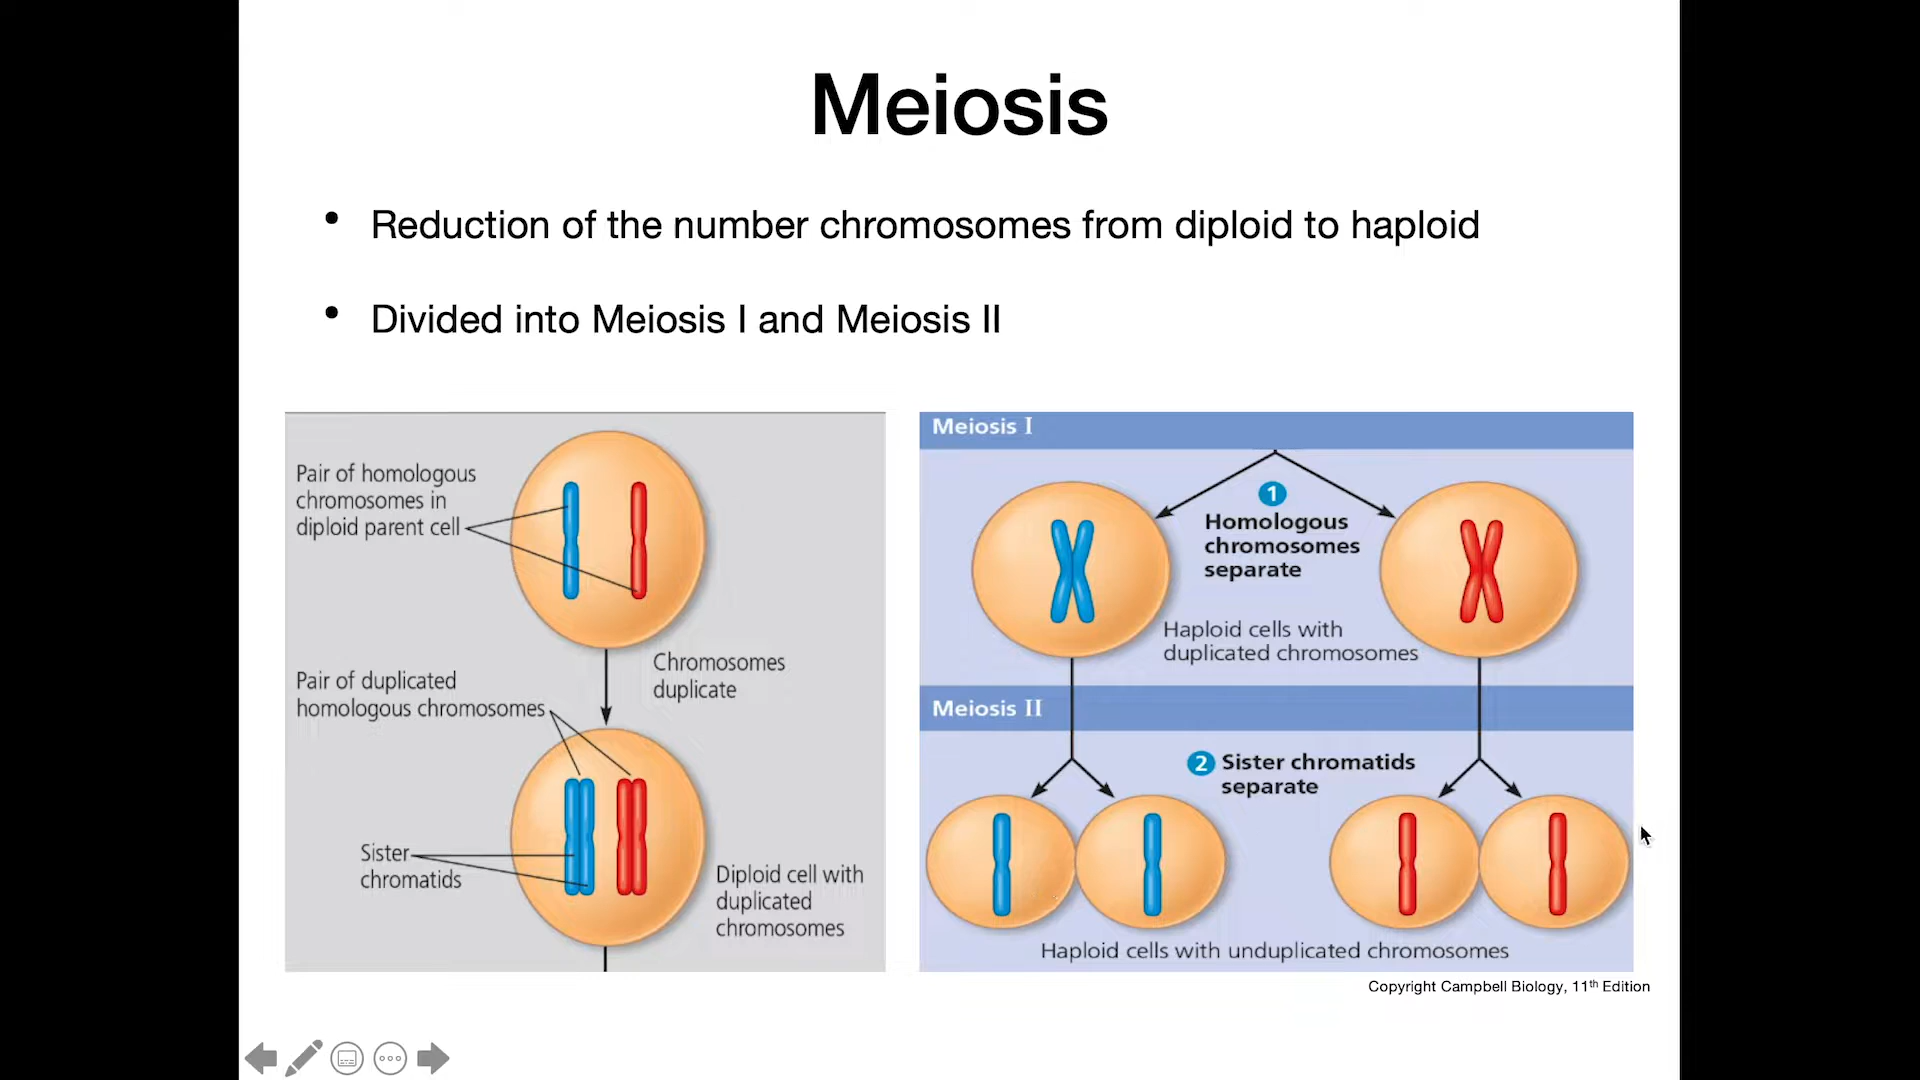 Meiosis
• Reduction of the number chromosomes from diploid to haploid
• Divided into Meiosis I and Meiosis II
Pair of homologous
chromosomes in
diploid parent cell
Chromosomes
duplicate
Pair of duplicated
homologous chromosomes
Sister
chromatids
Diploid cell with
duplicated
chromosomes
Meiosis I
1
Homologous
chromosomes
separate
Haploid cells with
duplicated chromosomes
Meiosis II
2 Sister chromatids
separate
Haploid cells with unduplicated chromosomes
Copyright Campbell Biology, 11th Edition